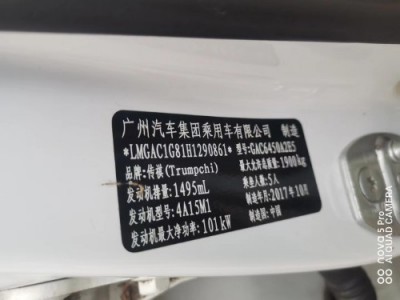 广州汽车集团乘用车有限公司 制造
*LMGAC1G81H1290861* 型号:GAC6450A2E5
品牌:传祺(Trumpchi) 最大允许总质量:1900kg
发动机排量:1495mL 乘坐人数:5人
发动机型号:4A15M1 制造年月:2017年10月
发动机最大净功率:101kW 制造国:中国
nova 5 Pro
AI QUAD CAMERA